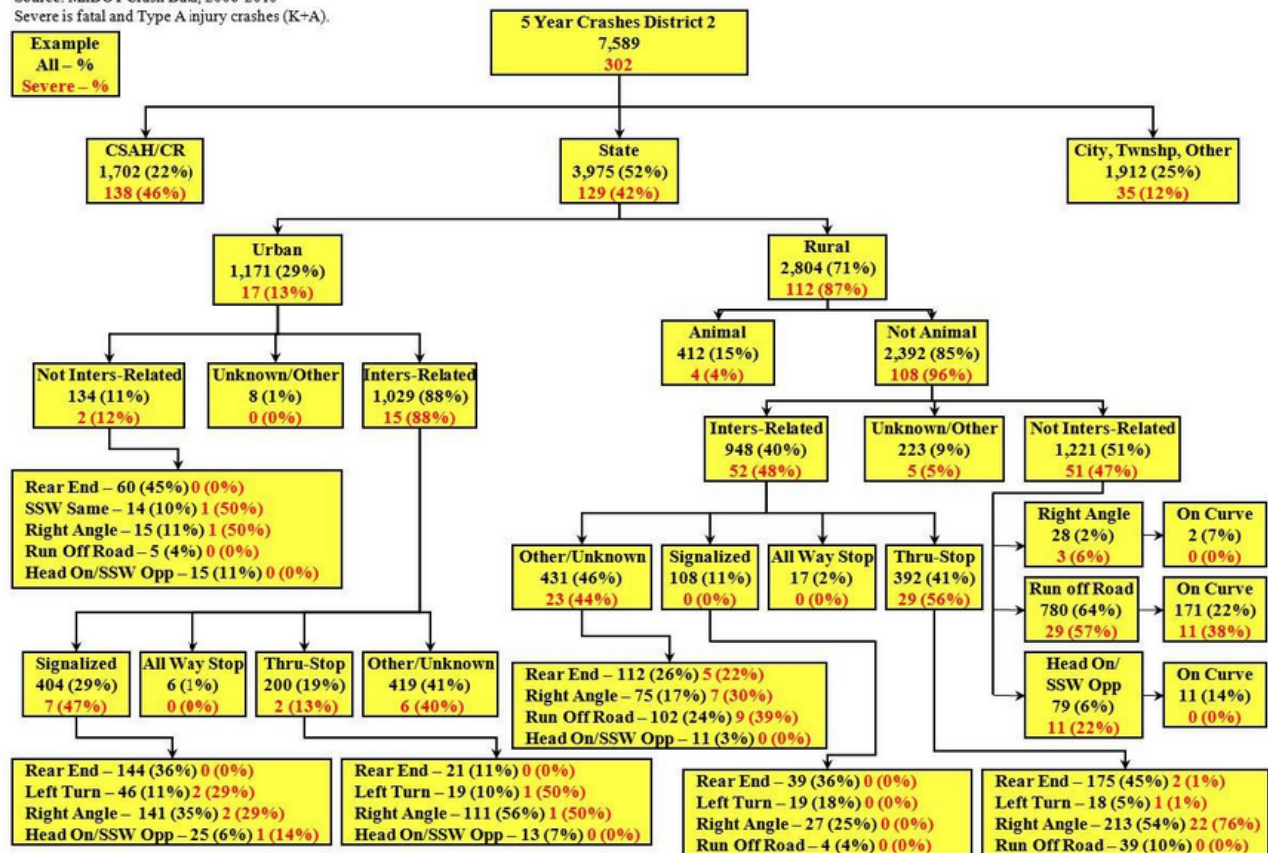 Severe is fatal and Type A injury crashes (K+A).
Example
All – %
Severe – %
5 Year Crashes District 2
7,589
302
CSAH/CR
1,702 (22%)
138 (46%)
State
3,975 (52%)
129 (42%)
City, Twnshp, Other
1,912 (25%)
35 (12%)
Urban
1,171 (29%)
17 (13%)
Rural
2,804 (71%)
112 (87%)
Animal
412 (15%)
4 (4%)
Not Animal
2,392 (85%)
108 (96%)
Not Inters-Related
134 (11%)
2 (12%)
Unknown/Other
8 (1%)
0 (0%)
Inters-Related
1,029 (88%)
15 (88%)
Inters-Related
948 (40%)
52 (48%)
Unknown/Other
223 (9%)
5 (5%)
Not Inters-Related
1,221 (51%)
51 (47%)
Rear End – 60 (45%) 0 (0%)
SSW Same – 14 (10%) 1 (50%)
Right Angle – 15 (11%) 1 (50%)
Run Off Road – 5 (4%) 0 (0%)
Head On/SSW Opp – 15 (11%) 0 (0%)
Other/Unknown
431 (46%)
23 (44%)
Signalized
108 (11%)
0 (0%)
All Way Stop
17 (2%)
0 (0%)
Thru-Stop
392 (41%)
29 (56%)
Right Angle
28 (2%)
3 (6%)
On Curve
2 (7%)
0 (0%)
Run off Road
780 (64%)
29 (57%)
On Curve
171 (22%)
11 (38%)
Head On/
SSW Opp
79 (6%)
11 (22%)
On Curve
11 (14%)
0 (0%)
Signalized
404 (29%)
7 (47%)
All Way Stop
6 (1%)
0 (0%)
Thru-Stop
200 (19%)
2 (13%)
Other/Unknown
419 (41%)
6 (40%)
Rear End – 112 (26%) 5 (22%)
Right Angle – 75 (17%) 7 (30%)
Run Off Road – 102 (24%) 9 (39%)
Head On/SSW Opp – 11 (3%) 0 (0%)
Rear End – 144 (36%) 0 (0%)
Left Turn – 46 (11%) 2 (29%)
Right Angle – 141 (35%) 2 (29%)
Head On/SSW Opp – 25 (6%) 1 (14%)
Rear End – 21 (11%) 0 (0%)
Left Turn – 19 (10%) 1 (50%)
Right Angle – 111 (56%) 1 (50%)
Head On/SSW Opp – 13 (7%) 0 (0%)
Rear End – 39 (36%) 0 (0%)
Left Turn – 19 (18%) 0 (0%)
Right Angle – 27 (25%) 0 (0%)
Run Off Road – 4 (4%) 0 (0%)
Rear End – 175 (45%) 2 (1%)
Left Turn – 18 (5%) 1 (1%)
Right Angle – 213 (54%) 22 (76%)
Run Off Road – 39 (10%) 0 (0%)